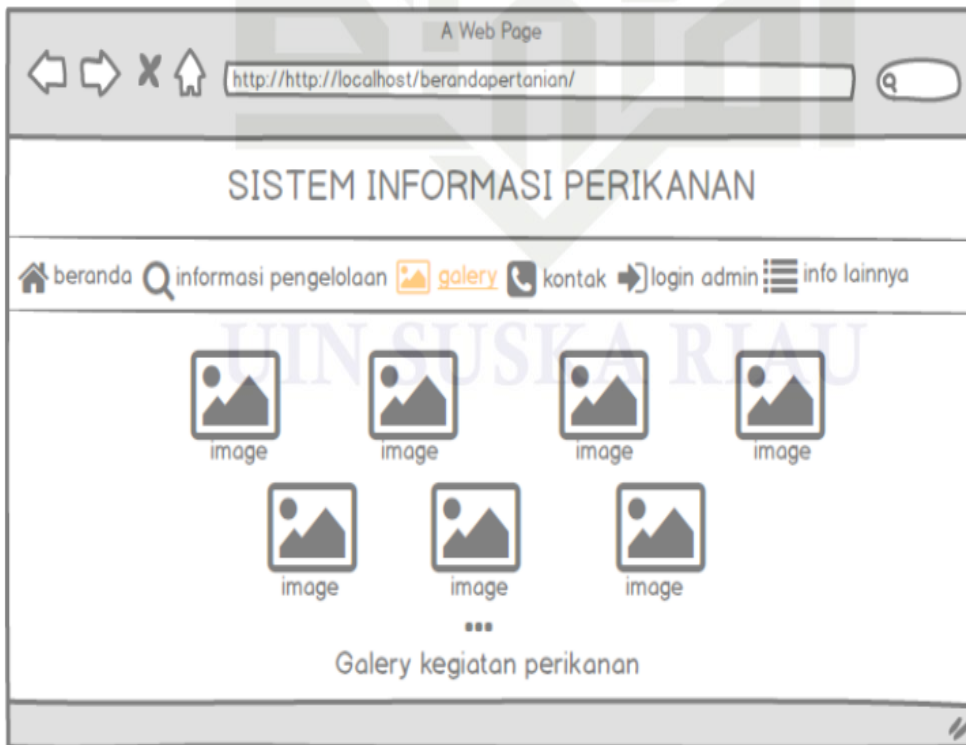 A Web Page
http://http://localhost/berandapertanian/
SISTEM INFORMASI PERIKANAN
beranda informasi pengelolaan galery kontak login admin info lainnya
UIN SUSKA RIAU
image image image image
image image image
...
Galery kegiatan perikanan